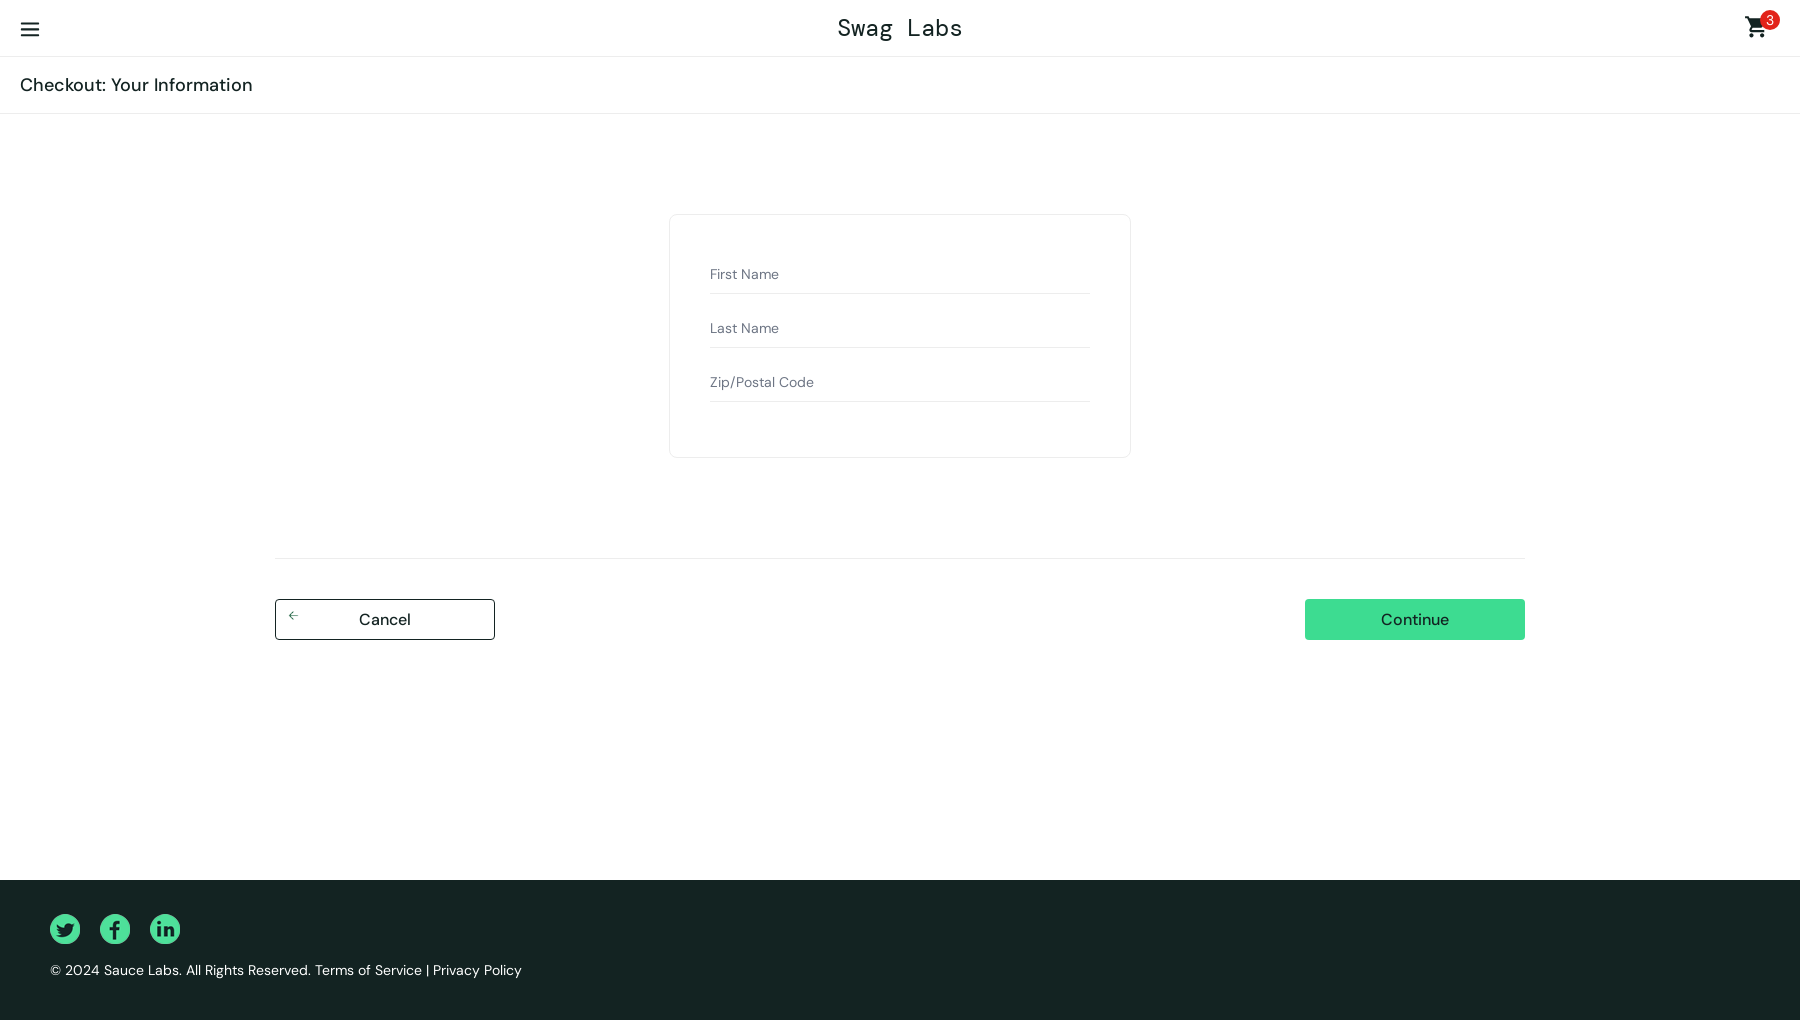 Swag Labs
3
Checkout: Your Information
First Name
Last Name
Zip/Postal Code
Cancel
Continue
© 2024 Sauce Labs. All Rights Reserved. Terms of Service | Privacy Policy